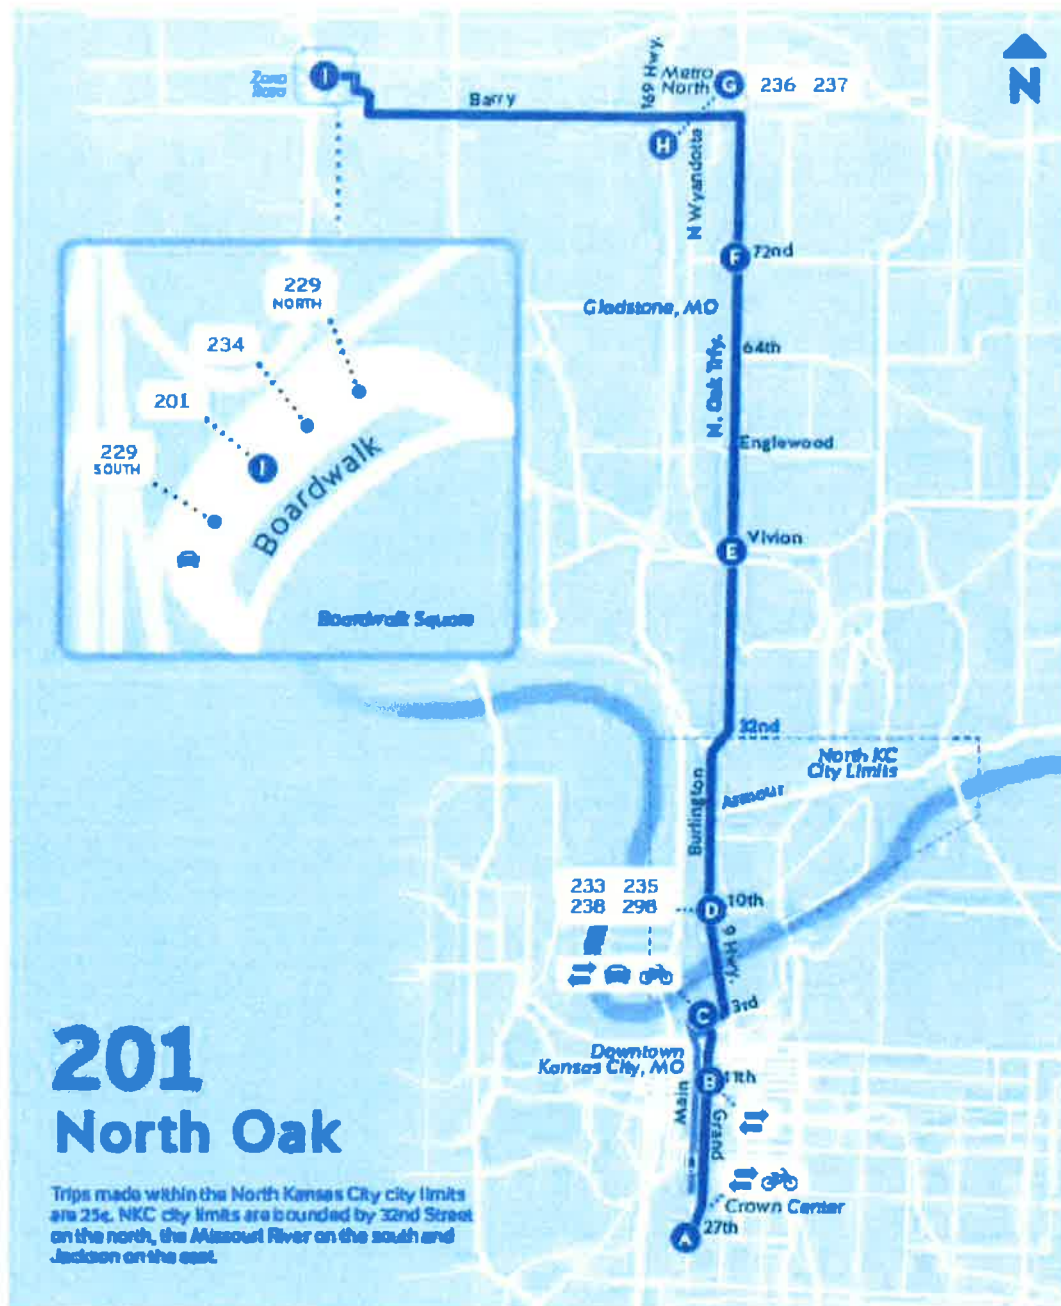 I
Zona
Rosa
Barry
169 Hwy.
Metro
North
G
236 237
N
H
N Wyandotte
F
72nd
Gladstone, MO
64th
N. Oak Trfy.
Englewood
E
Vivion
229
NORTH
234
201
229
SOUTH
I
Boardwalk
Boardwalk Square
32nd
North KC
City Limits
Burlington
Armour
233 235
238 298
D
10th
9 Hwy.
C
3rd
Downtown
Kansas City, MO
B
11th
Main
Grand
Crown Center
A
27th
201
North Oak
Trips made within the North Kansas City city limits
are 25¢. NKC city limits are bounded by 32nd Street
on the north, the Missouri River on the south and
Jackson on the east.